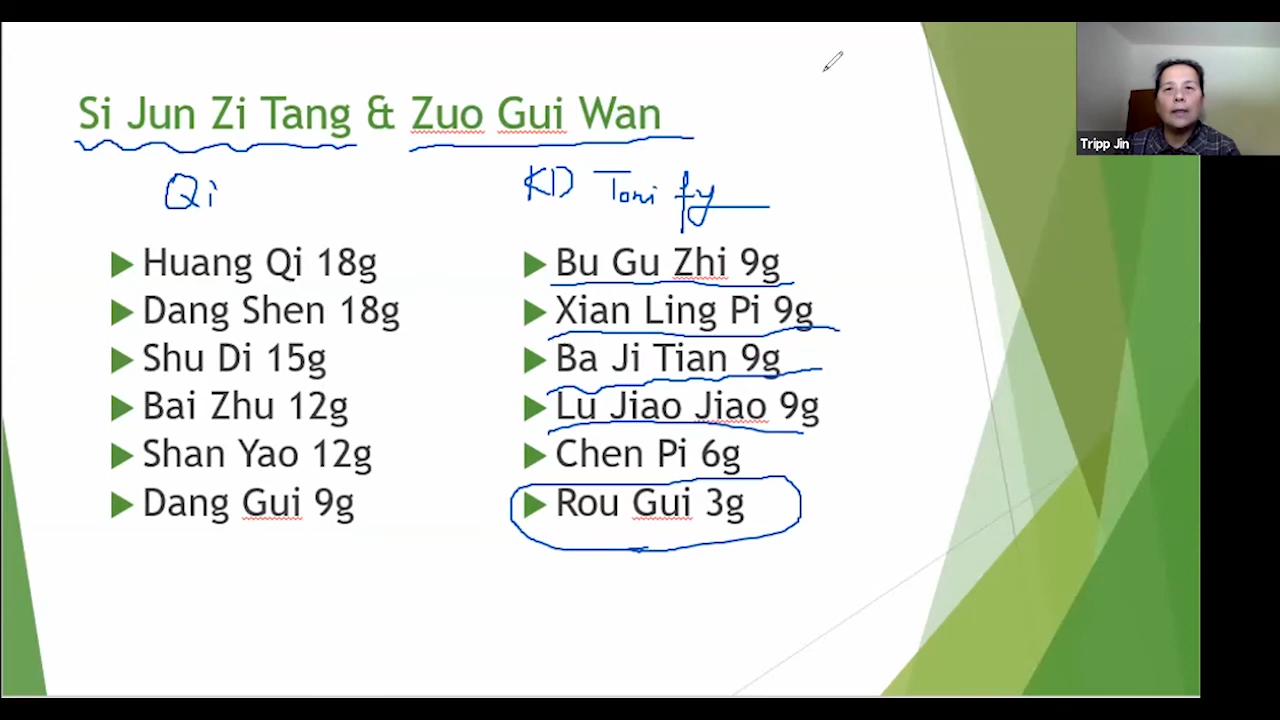 Si Jun Zi Tang & Zuo Gui Wan
Qi
KD Tonify
Huang Qi 18g
Dang Shen 18g
Shu Di 15g
Bai Zhu 12g
Shan Yao 12g
Dang Gui 9g
Bu Gu Zhi 9g
Xian Ling Pi 9g
Ba Ji Tian 9g
Lu Jiao Jiao 9g
Chen Pi 6g
Rou Gui 3g
Tripp Jin